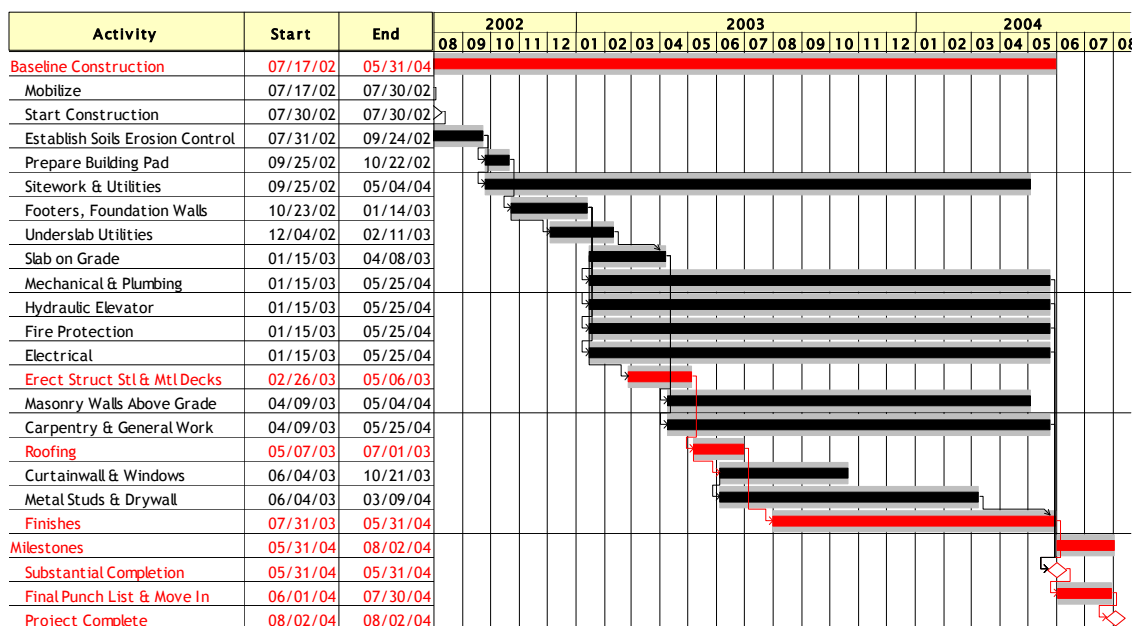 2002 2003 2004
Activity Start End
08 09 10 11 12 01 02 03 04 05 06 07 08 09 10 11 12 01 02 03 04 05 06 07 08
Baseline Construction 07/17/02 05/31/04
Mobilize 07/17/02 07/30/02
Start Construction 07/30/02 07/30/02
Establish Soils Erosion Control 07/31/02 09/24/02
Prepare Building Pad 09/25/02 10/22/02
Sitework & Utilities 09/25/02 05/04/04
Footers, Foundation Walls 10/23/02 01/14/03
Underslab Utilities 12/04/02 02/11/03
Slab on Grade 01/15/03 04/08/03
Mechanical & Plumbing 01/15/03 05/25/04
Hydraulic Elevator 01/15/03 05/25/04
Fire Protection 01/15/03 05/25/04
Electrical 01/15/03 05/25/04
Erect Struct Stl & Mtl Decks 02/26/03 05/06/03
Masonry Walls Above Grade 04/09/03 05/04/04
Carpentry & General Work 04/09/03 05/25/04
Roofing 05/07/03 07/01/03
Curtainwall & Windows 06/04/03 10/21/03
Metal Studs & Drywall 06/04/03 03/09/04
Finishes 07/31/03 05/31/04
Milestones 05/31/04 08/02/04
Substantial Completion 05/31/04 05/31/04
Final Punch List & Move In 06/01/04 07/30/04
Project Complete 08/02/04 08/02/04